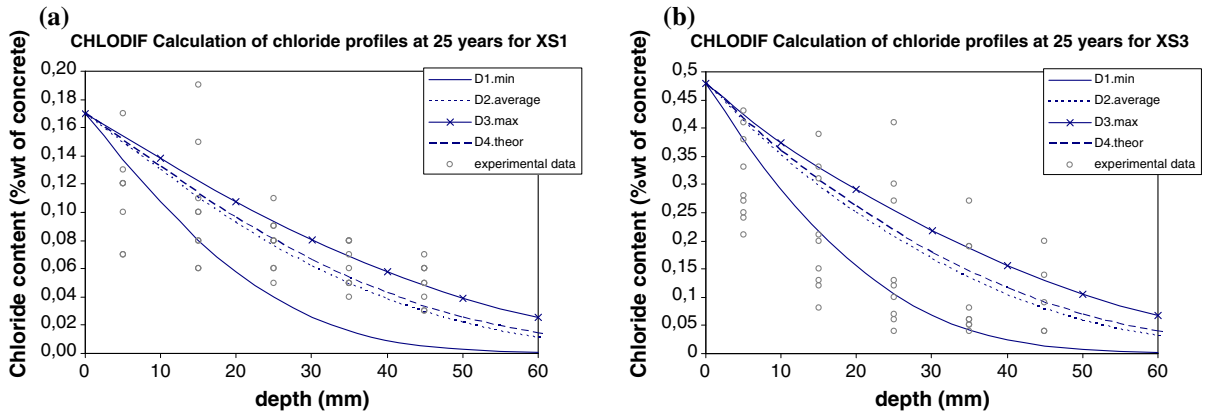 (a)
CHLODIF Calculation of chloride profiles at 25 years for XS1
Chloride content (%wt of concrete)
0,20
0,18
0,16
0,14
0,12
0,10
0,08
0,06
0,04
0,02
0,00
0 10 20 30 40 50 60
depth (mm)
D1.min
D2.average
D3.max
D4.theor
experimental data
(b)
CHLODIF Calculation of chloride profiles at 25 years for XS3
Chloride content (%wt of concrete)
0,5
0,45
0,4
0,35
0,3
0,25
0,2
0,15
0,1
0,05
0
0 10 20 30 40 50 60
depth (mm)
D1.min
D2.average
D3.max
D4.theor
experimental data